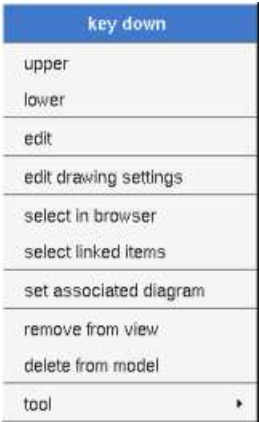 key down
upper
lower
edit
edit drawing settings
select in browser
select linked items
set associated diagram
remove from view
delete from model
tool